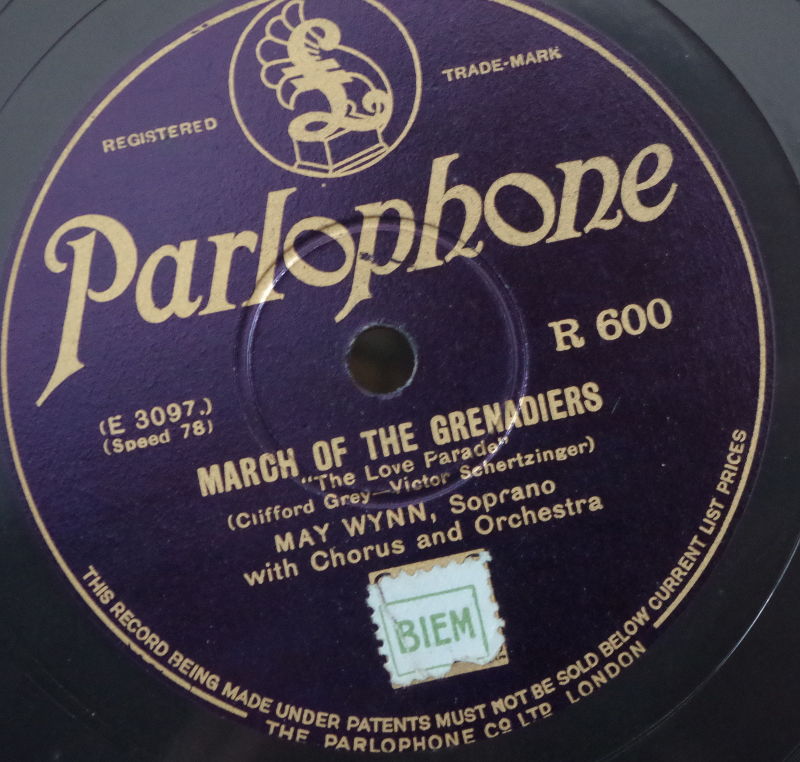 REGISTERED
TRADE-MARK
Parlophone
R 600
(E 3097.)
(Speed 78)
MARCH OF THE GRENADIERS
"The Love Parade"
(Clifford Grey—Victor Schertzinger)
MAY WYNN, Soprano
with Chorus and Orchestra
BIEM
THIS RECORD BEING MADE UNDER PATENTS MUST NOT BE SOLD BELOW CURRENT LIST PRICES
THE PARLOPHONE CO LTD LONDON